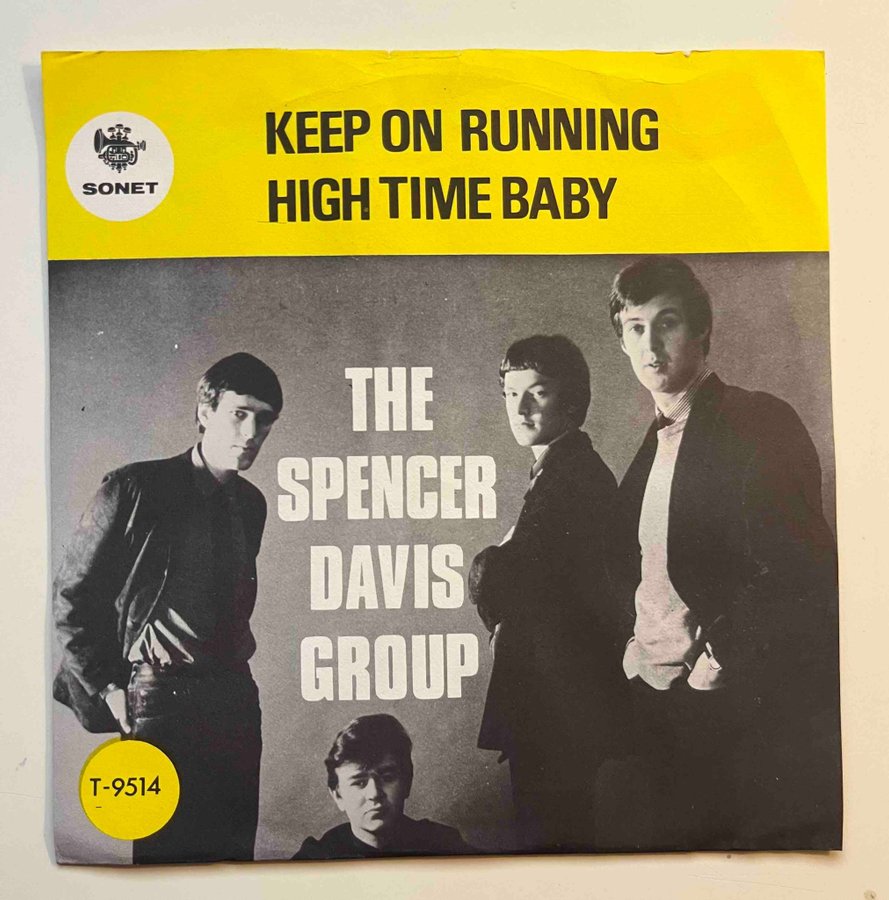 SONET
KEEP ON RUNNING
HIGH TIME BABY
THE
SPENCER
DAVIS
GROUP
T-9514